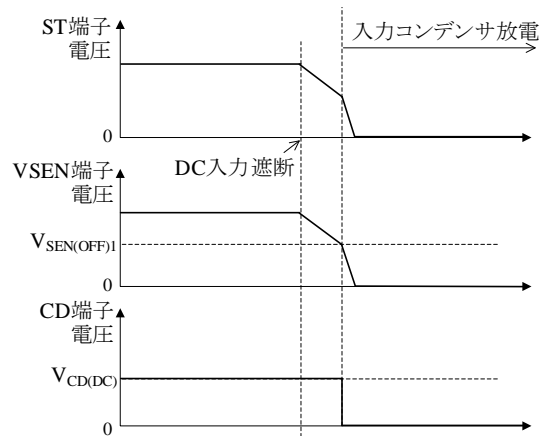 ST端子
電圧
入力コンデンサ放電
0
DC入力遮断
VSEN端子
電圧
VSEN(OFF)1
0
CD端子
電圧
VCD(DC)
0